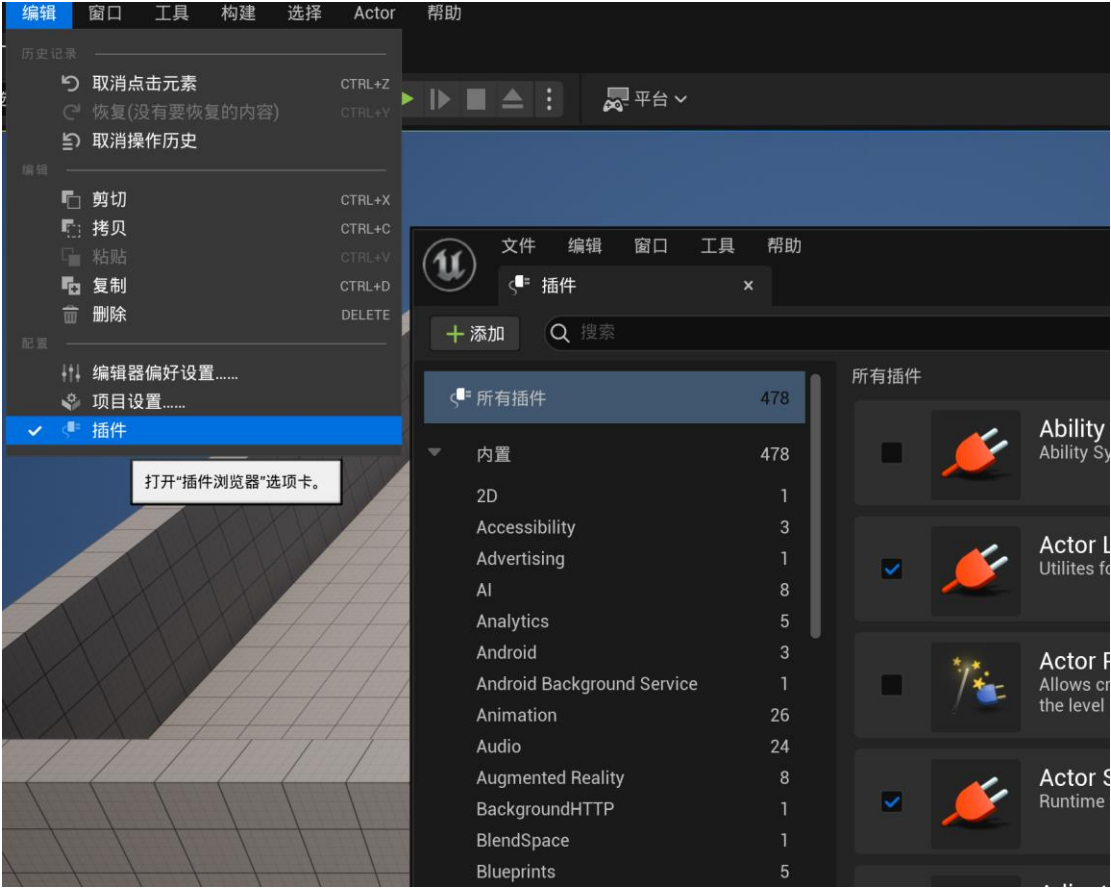 编辑 窗口 工具 构建 选择 Actor 帮助
历史记录
取消点击元素 CTRL+Z
恢复(没有要恢复的内容) CTRL+Y
取消操作历史
编辑
剪切 CTRL+X
拷贝 CTRL+C
粘贴 CTRL+V
复制 CTRL+D
删除 DELETE
配置
编辑器偏好设置......
项目设置......
插件
打开“插件浏览器”选项卡。
平台
文件 编辑 窗口 工具 帮助
插件
添加
搜索
所有插件 478
内置 478
2D 1
Accessibility 3
Advertising 1
AI 8
Analytics 5
Android 3
Android Background Service 1
Animation 26
Audio 24
Augmented Reality 8
BackgroundHTTP 1
BlendSpace 1
Blueprints 5
所有插件
Ability
Ability Sy
Actor L
Utilites fo
Actor P
Allows cr
the level
Actor S
Runtime